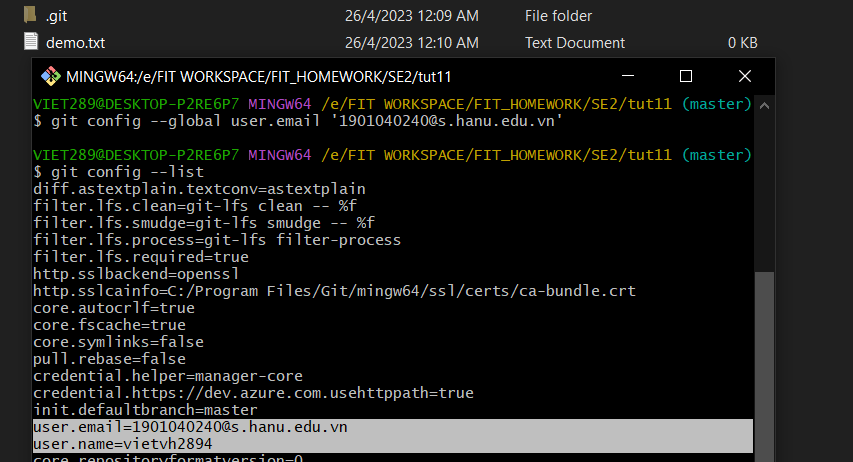 .git 26/4/2023 12:09 AM File folder
demo.txt 26/4/2023 12:10 AM Text Document 0 KB
MINGW64:/e/FIT WORKSPACE/FIT_HOMEWORK/SE2/tut11
VIET289@DESKTOP-P2RE6P7 MINGW64 /e/FIT WORKSPACE/FIT_HOMEWORK/SE2/tut11 (master)
$ git config --global user.email '1901040240@s.hanu.edu.vn'
VIET289@DESKTOP-P2RE6P7 MINGW64 /e/FIT WORKSPACE/FIT_HOMEWORK/SE2/tut11 (master)
$ git config --list
diff.astextplain.textconv=astextplain
filter.lfs.clean=git-lfs clean -- %f
filter.lfs.smudge=git-lfs smudge -- %f
filter.lfs.process=git-lfs filter-process
filter.lfs.required=true
http.sslbackend=openssl
http.sslcainfo=C:/Program Files/Git/mingw64/ssl/certs/ca-bundle.crt
core.autocrlf=true
core.fscache=true
core.symlinks=false
pull.rebase=false
credential.helper=manager-core
credential.https://dev.azure.com.usehttppath=true
init.defaultbranch=master
user.email=1901040240@s.hanu.edu.vn
user.name=vietvh2894
core.repositoryformatversion=0